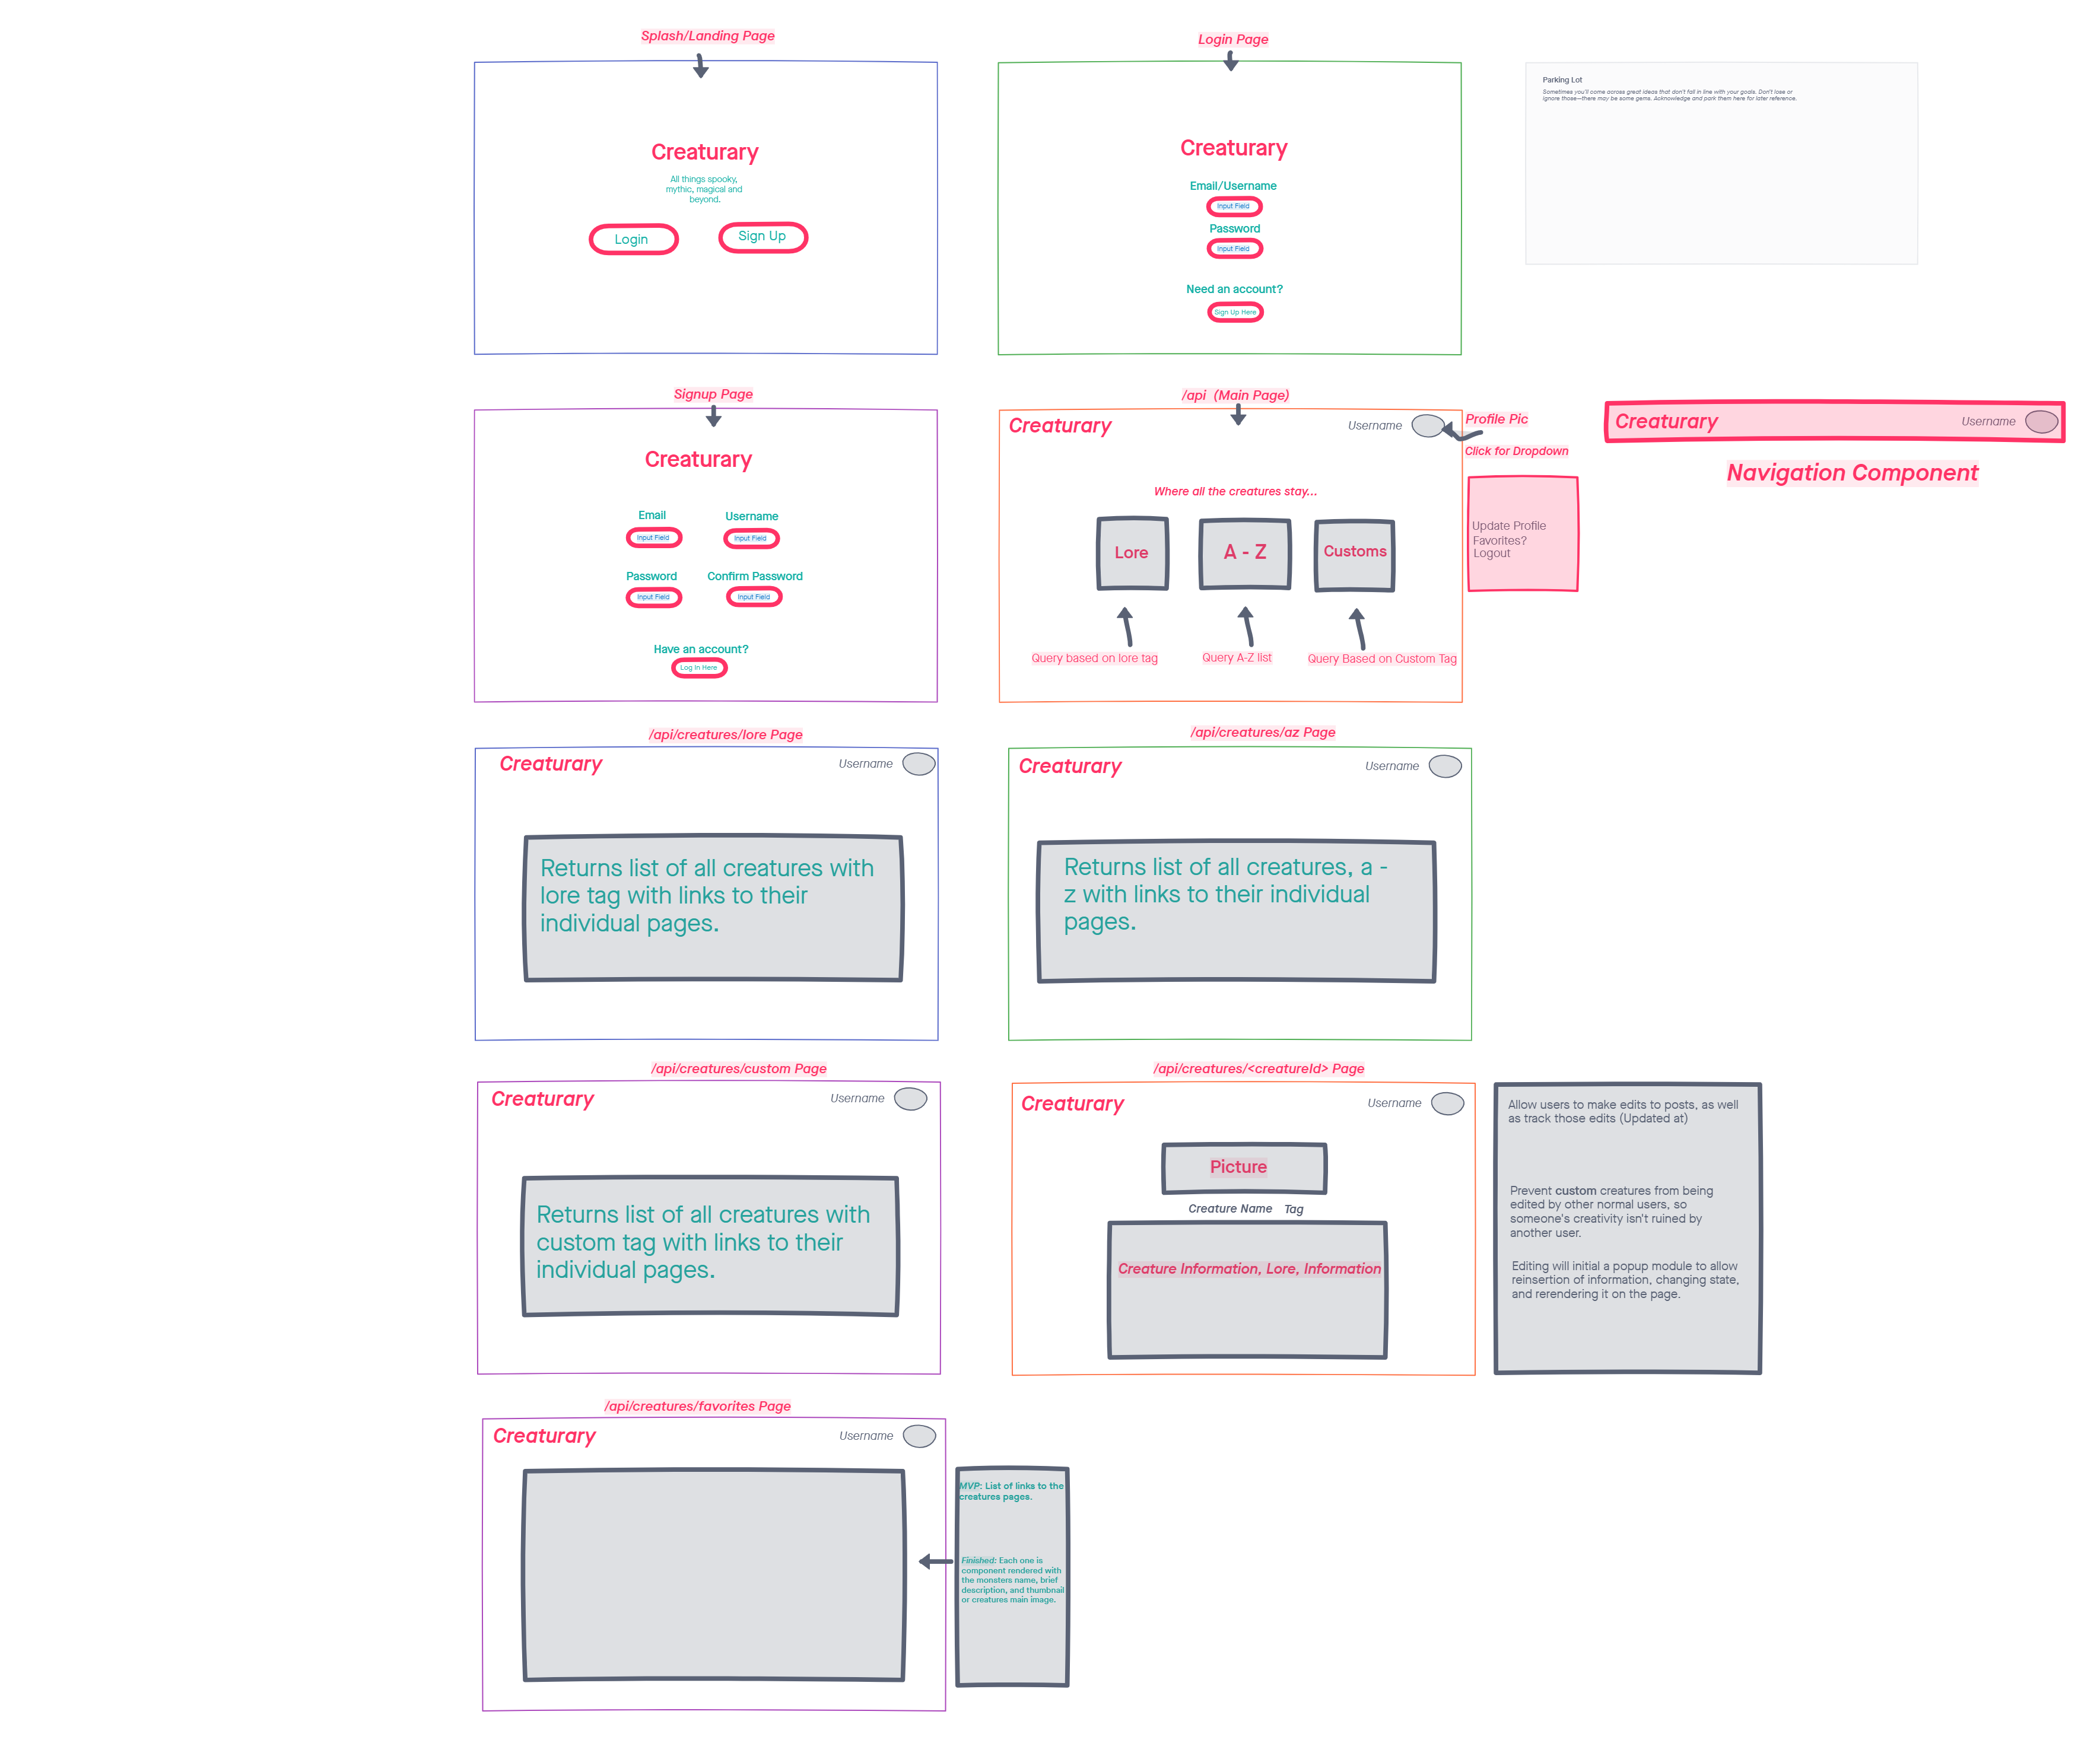 Splash/Landing Page
Creaturary
All things spooky,
mythic, magical and
beyond.
Login
Sign Up
Login Page
Creaturary
Email/Username
Input Field
Password
Input Field
Need an account?
Sign Up Here
Parking Lot
Sometimes you'll come across great ideas that don't fall in line with your goals. Don't lose or
ignore those—there may be some gems. Acknowledge and park them here for later reference.
Signup Page
Creaturary
Email
Input Field
Username
Input Field
Password
Input Field
Confirm Password
Input Field
Have an account?
Log In Here
/api (Main Page)
Creaturary
Username
Where all the creatures stay...
Lore
A - Z
Customs
Query based on lore tag
Query A-Z list
Query Based on Custom Tag
Profile Pic
Click for Dropdown
Update Profile
Favorites?
Logout
Creaturary
Username
Navigation Component
/api/creatures/lore Page
Creaturary
Username
Returns list of all creatures with
lore tag with links to their
individual pages.
/api/creatures/az Page
Creaturary
Username
Returns list of all creatures, a -
z with links to their individual
pages.
/api/creatures/custom Page
Creaturary
Username
Returns list of all creatures with
custom tag with links to their
individual pages.
/api/creatures/<creatureId> Page
Creaturary
Username
Picture
Creature Name Tag
Creature Information, Lore, Information
Allow users to make edits to posts, as well
as track those edits (Updated at)
Prevent custom creatures from being
edited by other normal users, so
someone's creativity isn't ruined by
another user.
Editing will initial a popup module to allow
reinsertion of information, changing state,
and rerendering it on the page.
/api/creatures/favorites Page
Creaturary
Username
MVP: List of links to the
creatures pages.
Finished: Each one is
component rendered with
the monsters name, brief
description, and thumbnail
or creatures main image.